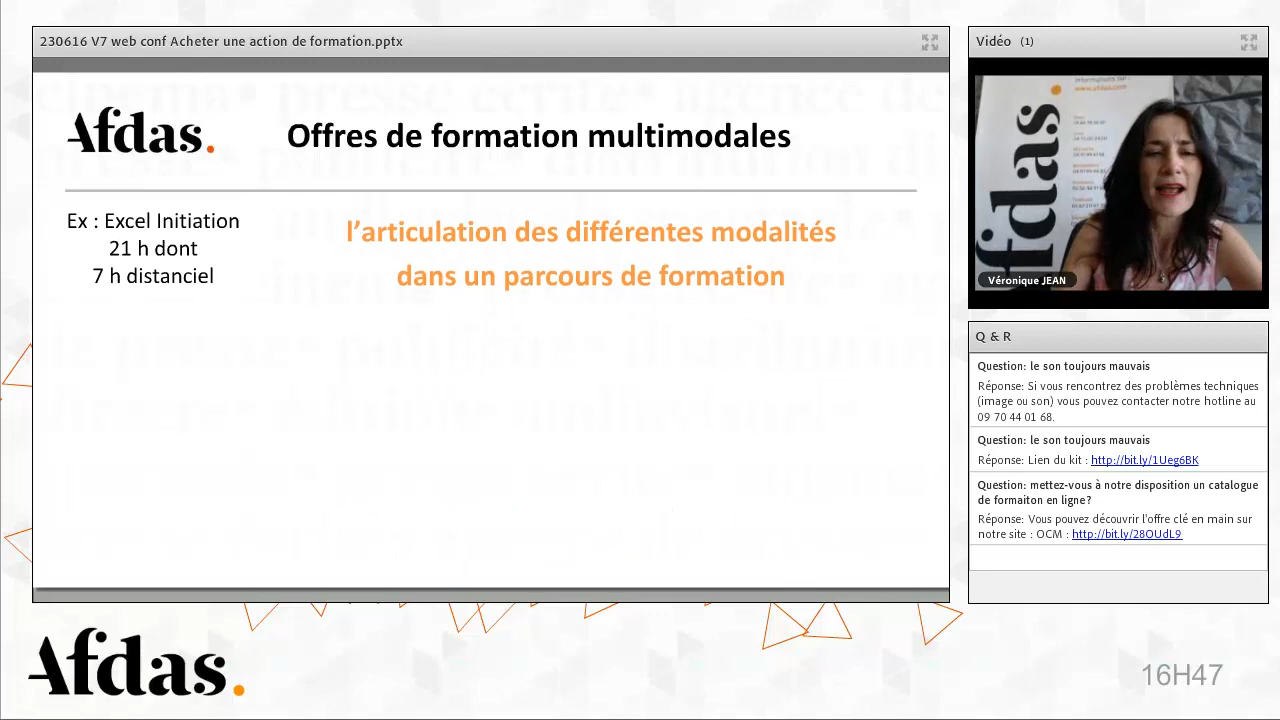 230616 V7 web conf Acheter une action de formation.pptx
Afdas.
Offres de formation multimodales
Ex : Excel Initiation
21 h dont
7 h distanciel
l’articulation des différentes modalités
dans un parcours de formation
Vidéo (1)
www.afdas.com
Afdas.
Véronique JEAN
Q & R
Question: le son toujours mauvais
Réponse: Si vous rencontrez des problèmes techniques
(image ou son) vous pouvez contacter notre hotline au
09 70 44 01 68.
Question: le son toujours mauvais
Réponse: Lien du kit : http://bit.ly/1Ueg6BK
Question: mettez-vous à notre disposition un catalogue
de formaiton en ligne?
Réponse: Vous pouvez découvrir l'offre clé en main sur
notre site : OCM : http://bit.ly/28OUdL9
Afdas.
16H47